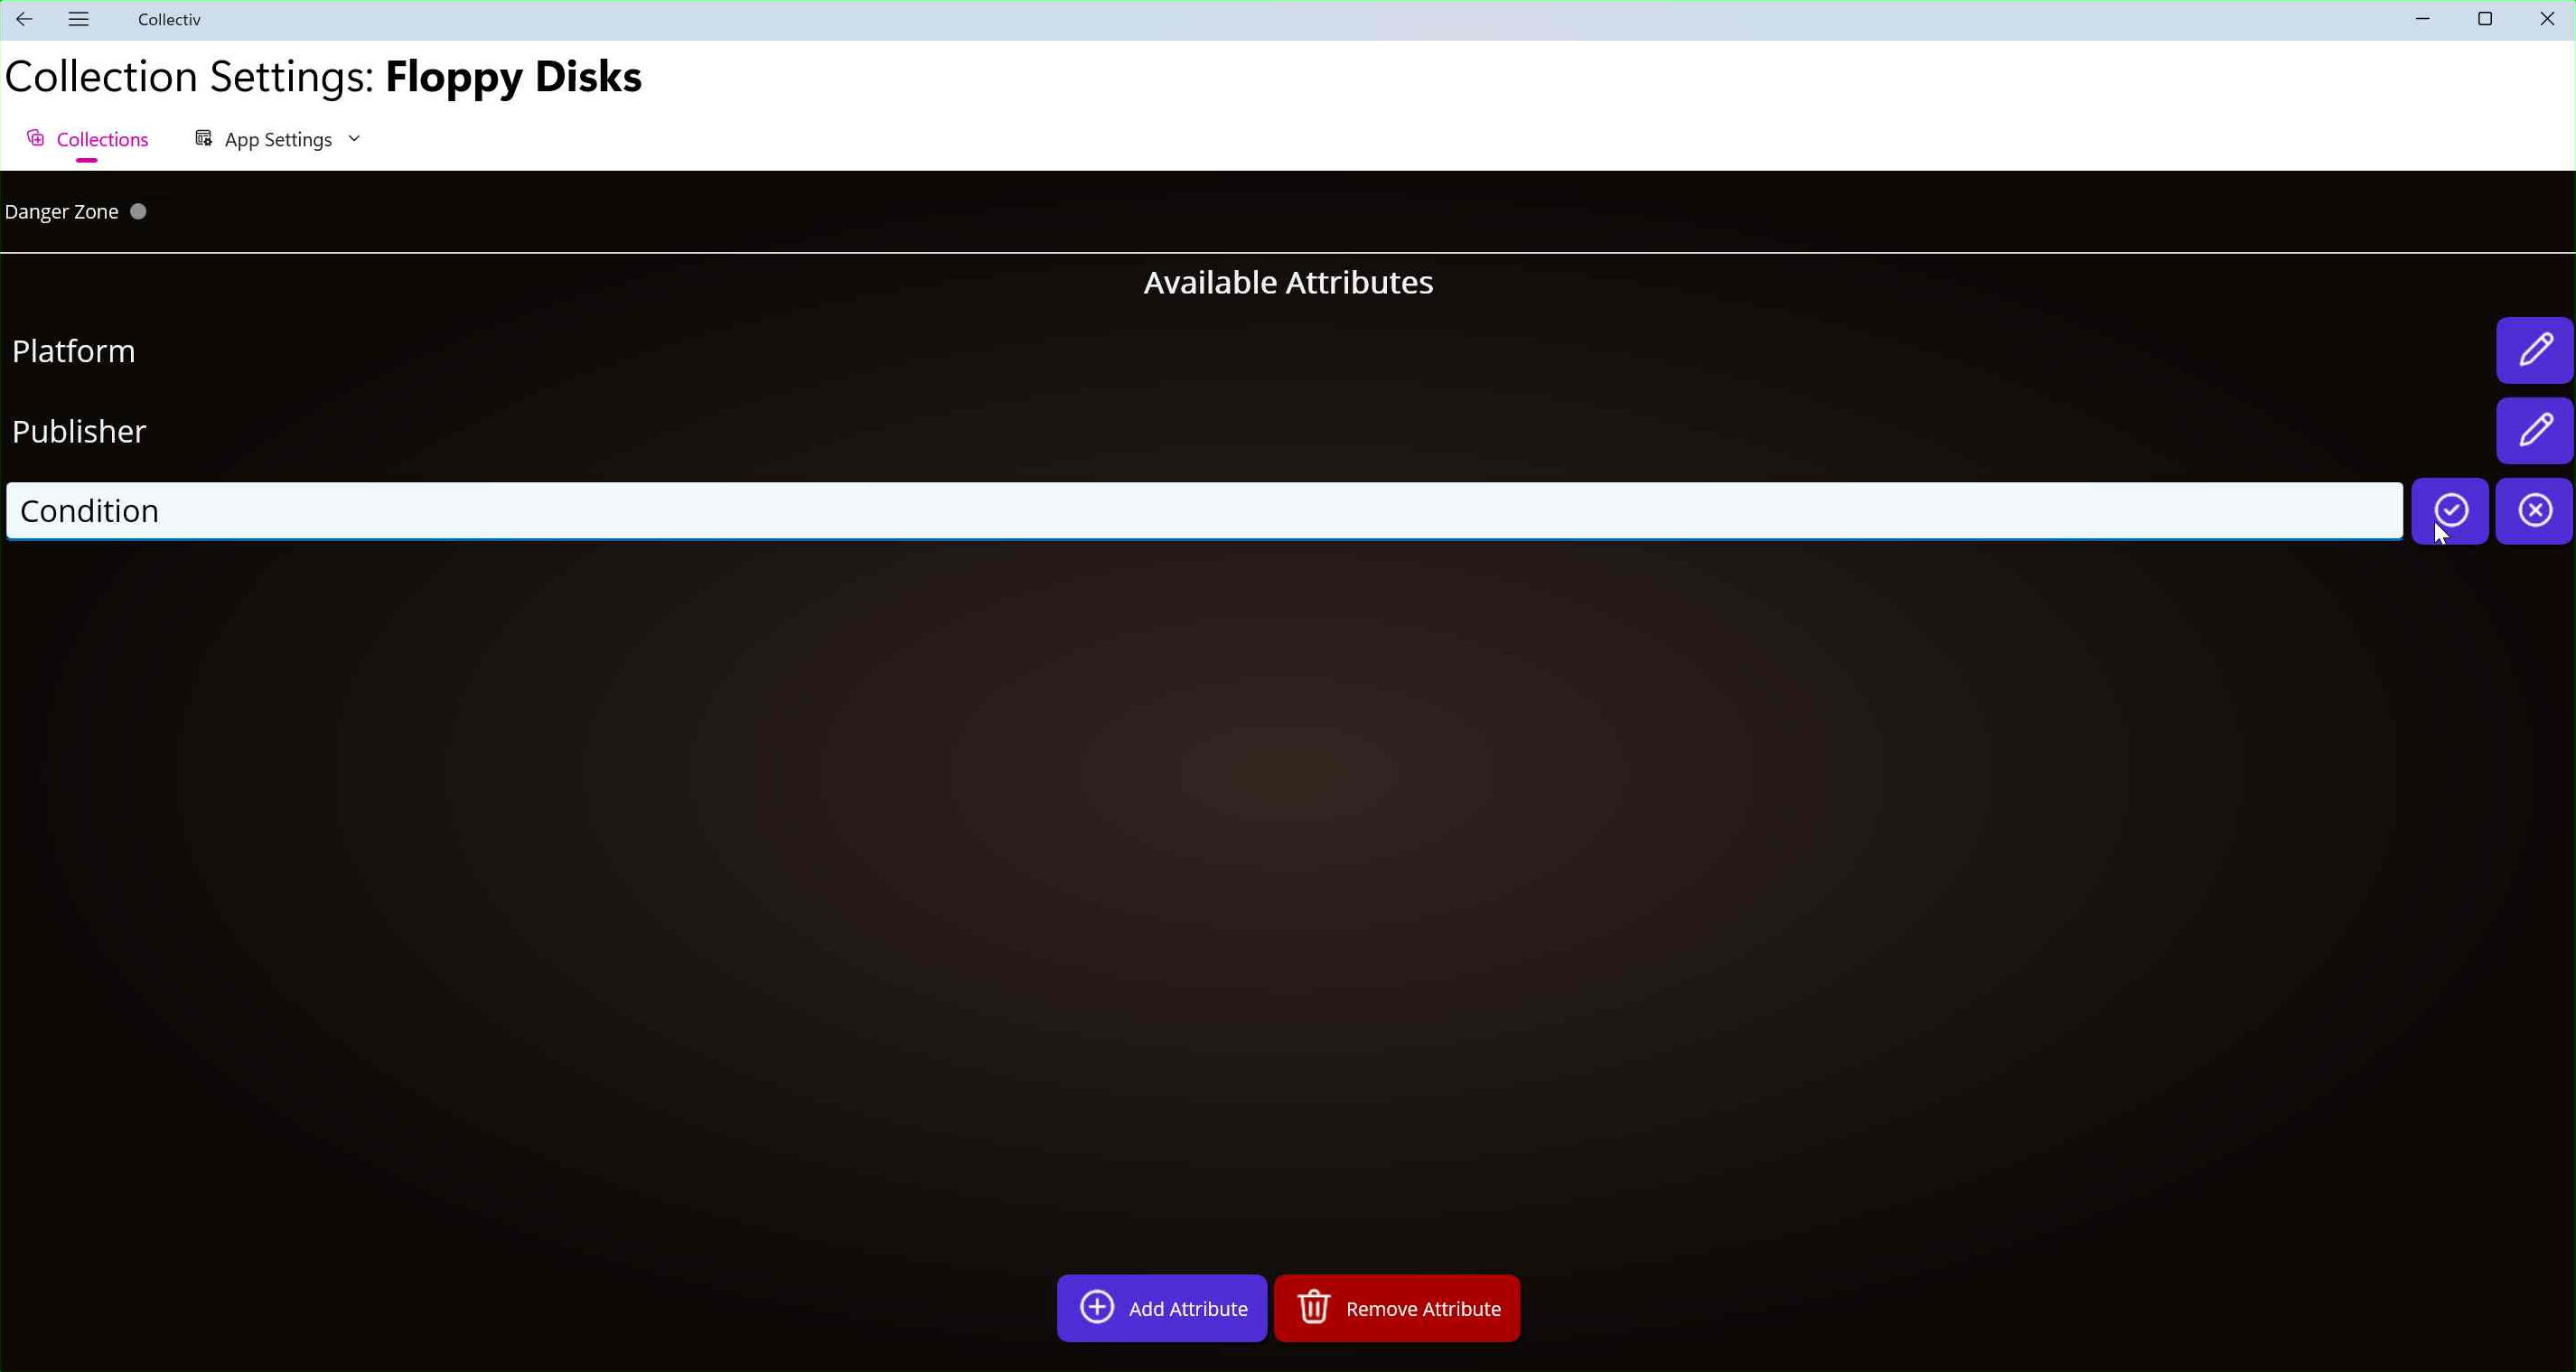 Collectiv
Collection Settings: Floppy Disks
Collections
App Settings
Danger Zone
Available Attributes
Platform
Publisher
Condition
Add Attribute
Remove Attribute